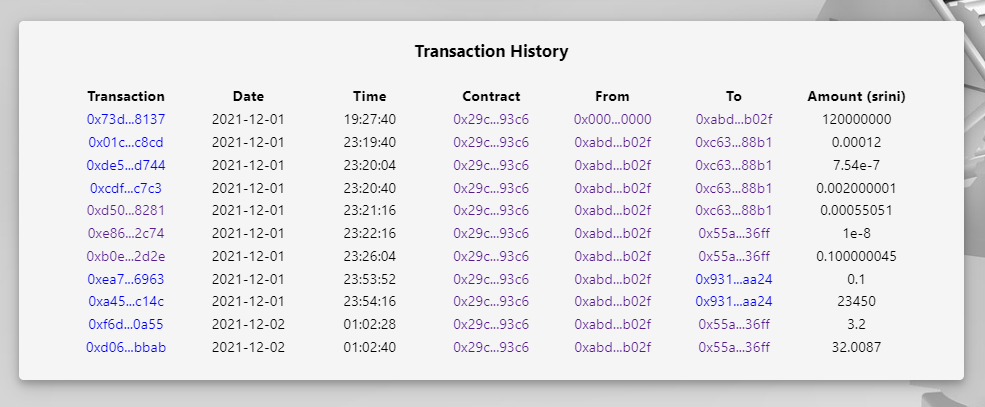 Transaction History
Transaction Date Time Contract From To Amount (srini)
0x73d...8137 2021-12-01 19:27:40 0x29c...93c6 0x000...0000 0xabd...b02f 120000000
0x01c...c8cd 2021-12-01 23:19:40 0x29c...93c6 0xabd...b02f 0xc63...88b1 0.00012
0xde5...d744 2021-12-01 23:20:04 0x29c...93c6 0xabd...b02f 0xc63...88b1 7.54e-7
0xcdf...c7c3 2021-12-01 23:20:40 0x29c...93c6 0xabd...b02f 0xc63...88b1 0.002000001
0xd50...8281 2021-12-01 23:21:16 0x29c...93c6 0xabd...b02f 0xc63...88b1 0.00055051
0xe86...2c74 2021-12-01 23:22:16 0x29c...93c6 0xabd...b02f 0x55a...36ff 1e-8
0xb0e...2d2e 2021-12-01 23:26:04 0x29c...93c6 0xabd...b02f 0x55a...36ff 0.100000045
0xea7...6963 2021-12-01 23:53:52 0x29c...93c6 0xabd...b02f 0x931...aa24 0.1
0xa45...c14c 2021-12-01 23:54:16 0x29c...93c6 0xabd...b02f 0x931...aa24 23450
0xf6d...0a55 2021-12-02 01:02:28 0x29c...93c6 0xabd...b02f 0x55a...36ff 3.2
0xd06...bbab 2021-12-02 01:02:40 0x29c...93c6 0xabd...b02f 0x55a...36ff 32.0087